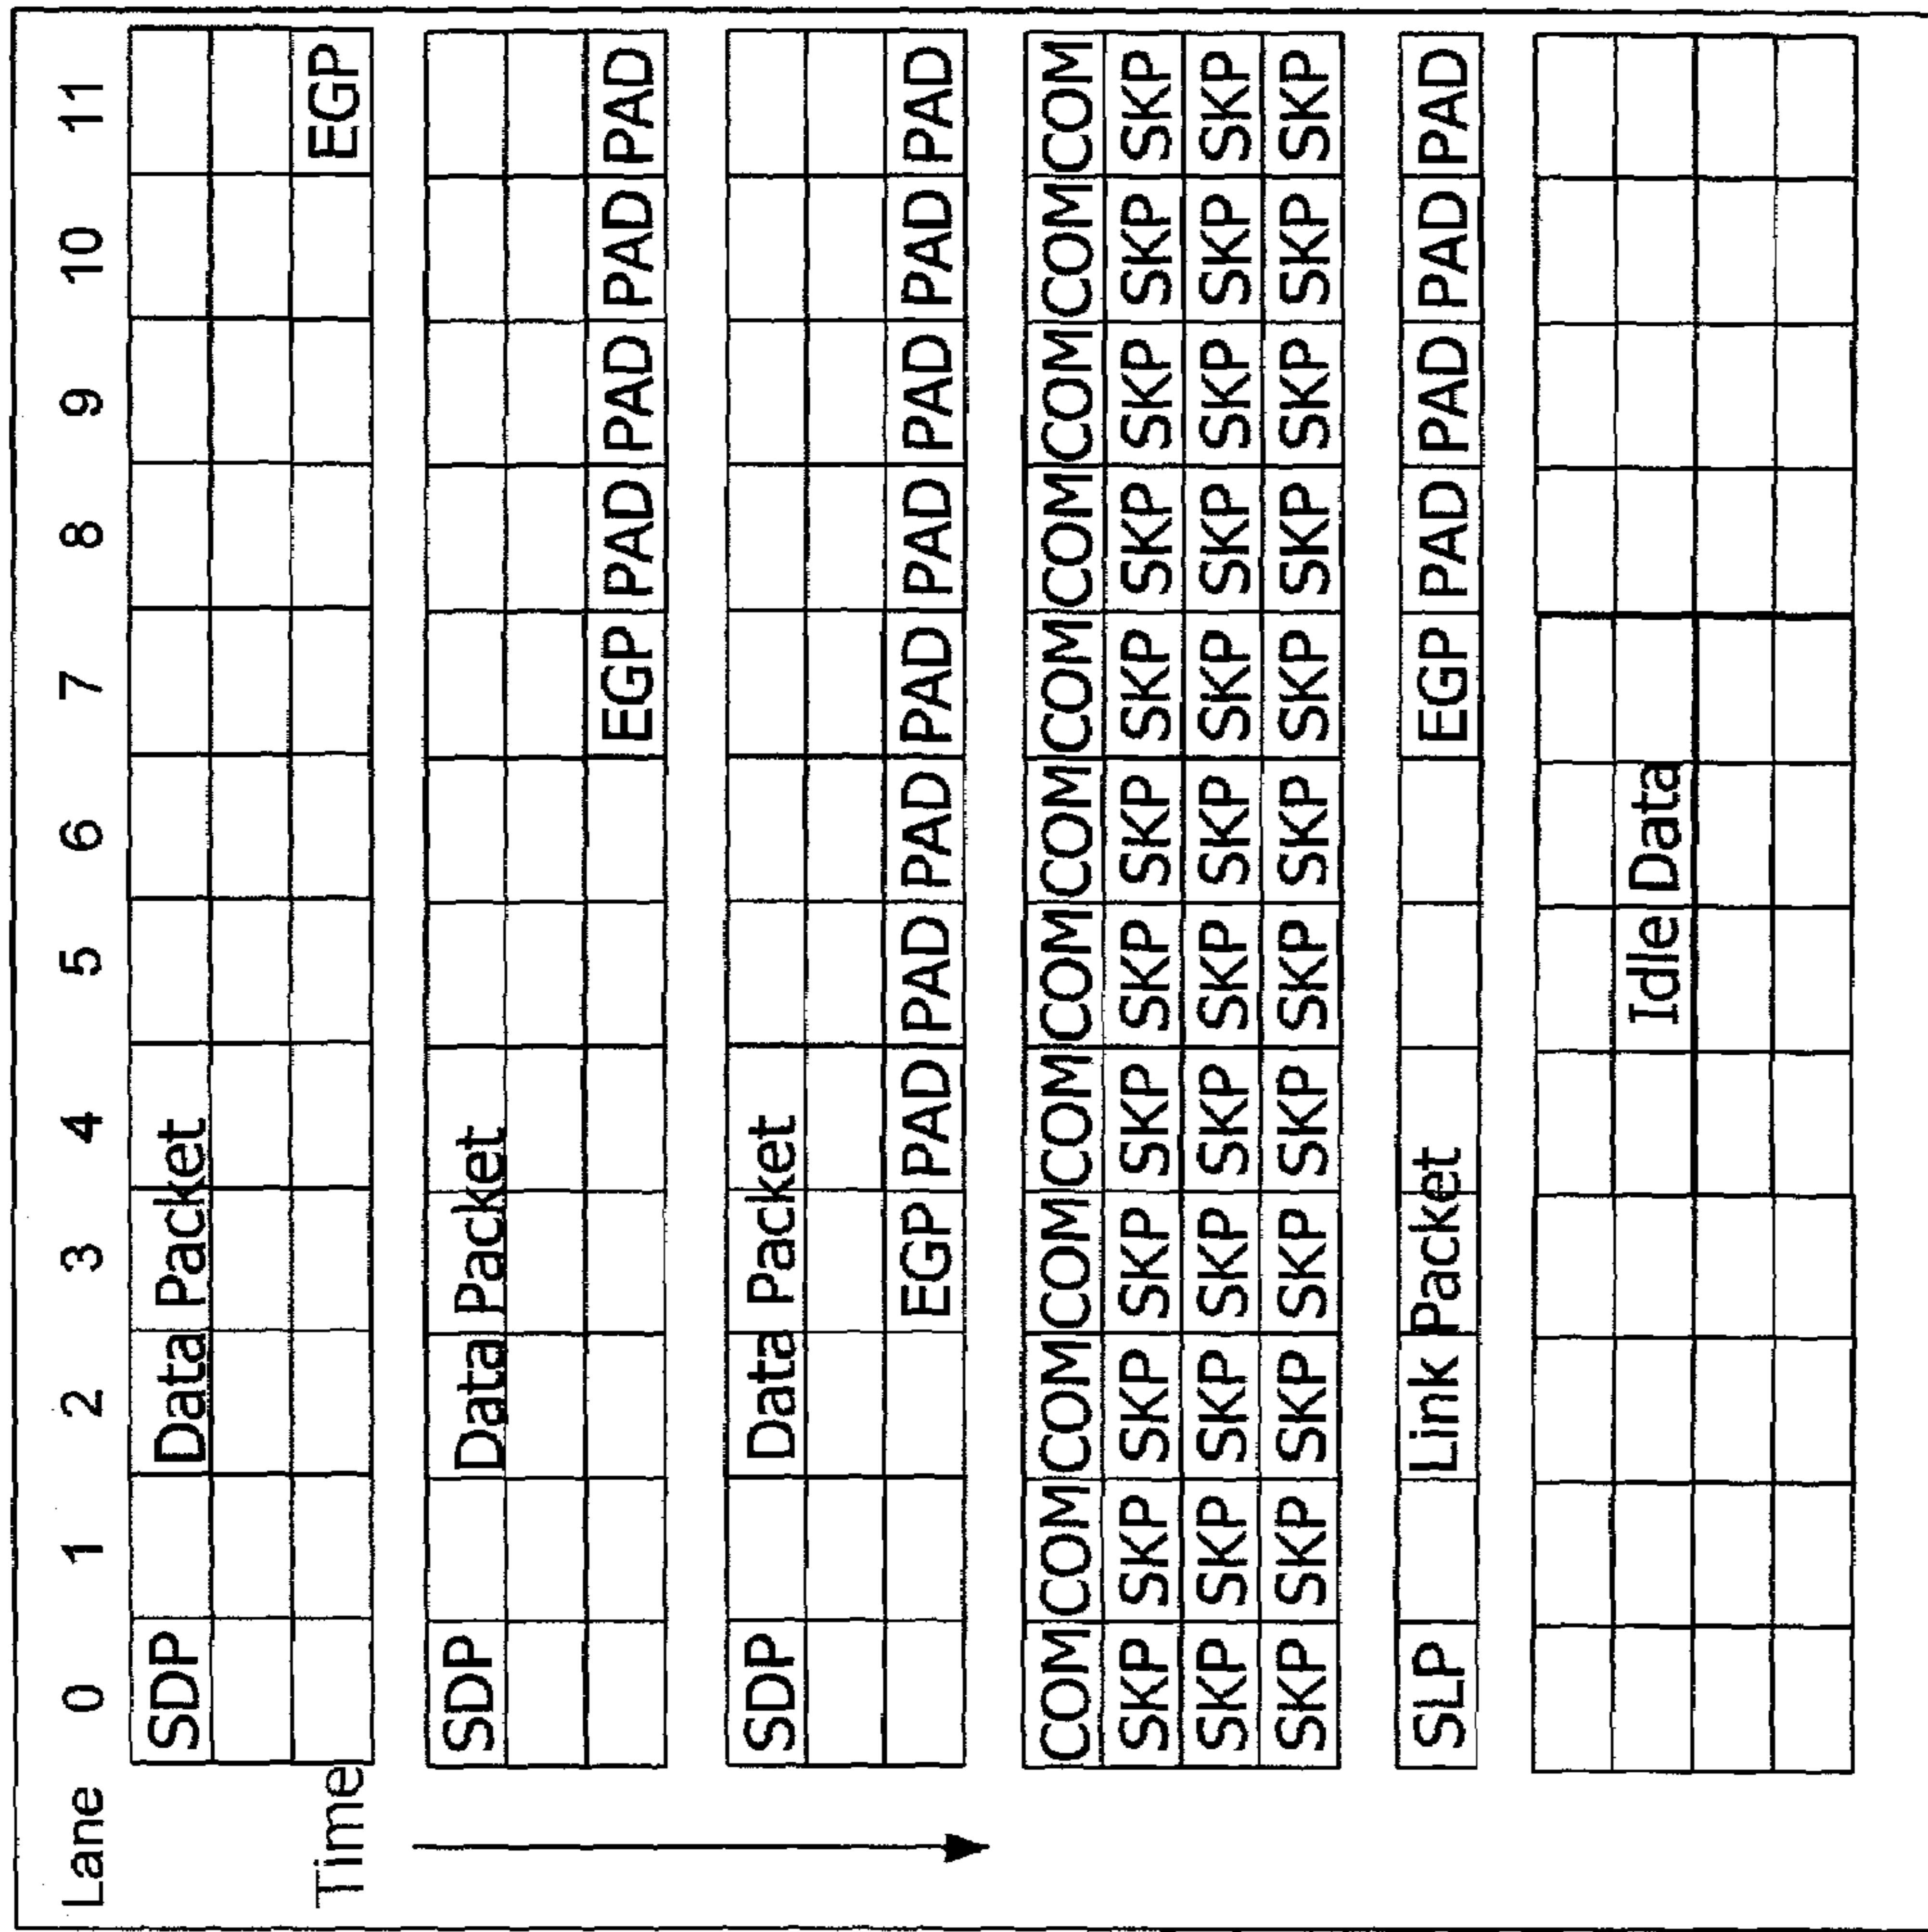 Lane 0 1 2 3 4 5 6 7 8 9 10 11
SDP Data Packet
Time EGP
SDP Data Packet
EGP PAD PAD PAD PAD
SDP Data Packet
EGP PAD PAD PAD PAD PAD PAD PAD PAD
COM COM COM COM COM COM COM COM COM COM COM COM
SKP SKP SKP SKP SKP SKP SKP SKP SKP SKP SKP SKP
SKP SKP SKP SKP SKP SKP SKP SKP SKP SKP SKP SKP
SKP SKP SKP SKP SKP SKP SKP SKP SKP SKP SKP SKP
SLP Link Packet EGP PAD PAD PAD PAD
Idle Data